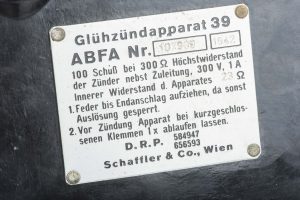 Glühzündapparat 39
ABFA Nr. 1942
100 Schuß bei 300 Ω Höchstwiderstand
der Zünder nebst Zuleitung, 300 V, 1 A
Innerer Widerstand d. Apparates 23 Ω
1. Feder bis Endanschlag aufziehen, da sonst
Auslösung gesperrt.
2. Vor Zündung Apparat bei kurzgeschlos-
senen Klemmen 1 x ablaufen lassen.
D. R. P. 584947
656593
Schaffler & Co., Wien